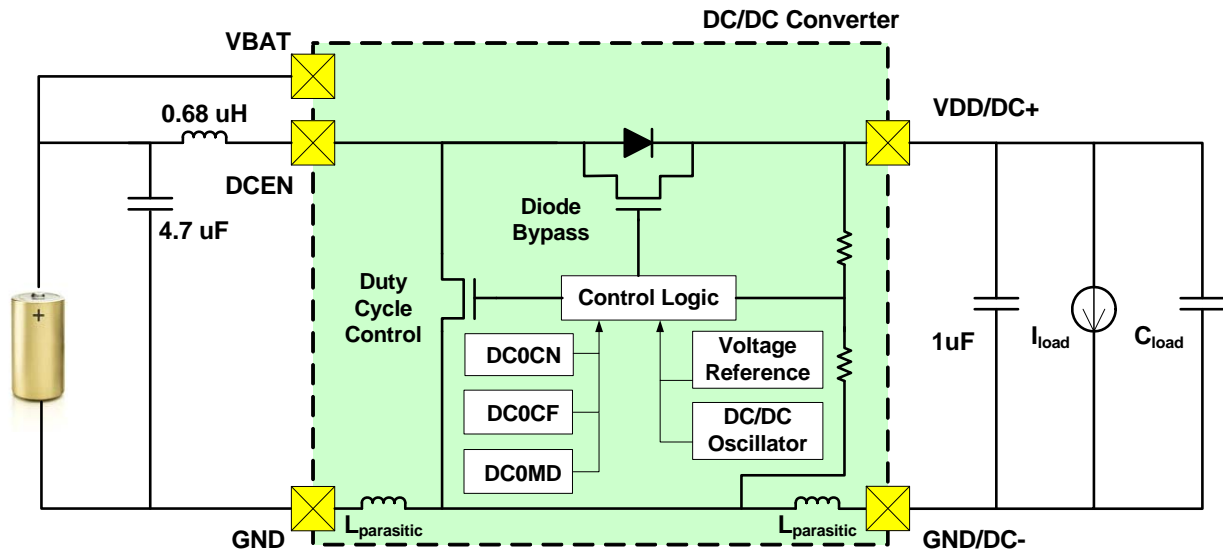 DC/DC Converter
VBAT
0.68 uH
VDD/DC+
DCEN
4.7 uF
Diode
Bypass
Duty
Cycle
Control
Control Logic
DC0CN
DC0CF
DC0MD
Voltage
Reference
DC/DC
Oscillator
1uF
Iload
Cload
+
GND
Lparasitic
Lparasitic
GND/DC-